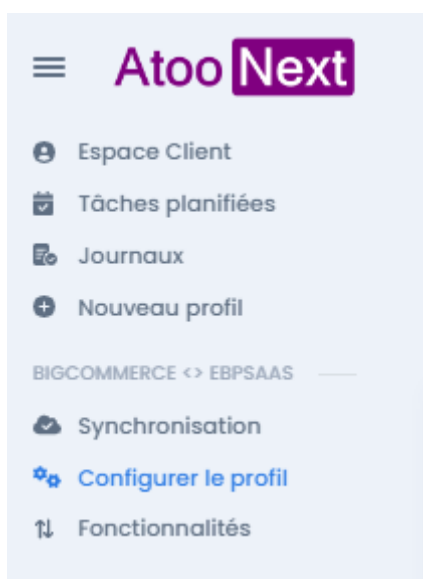 Atoo Next
Espace Client
Tâches planifiées
Journaux
Nouveau profil
BIGCOMMERCE <> EBPSAAS
Synchronisation
Configurer le profil
Fonctionnalités